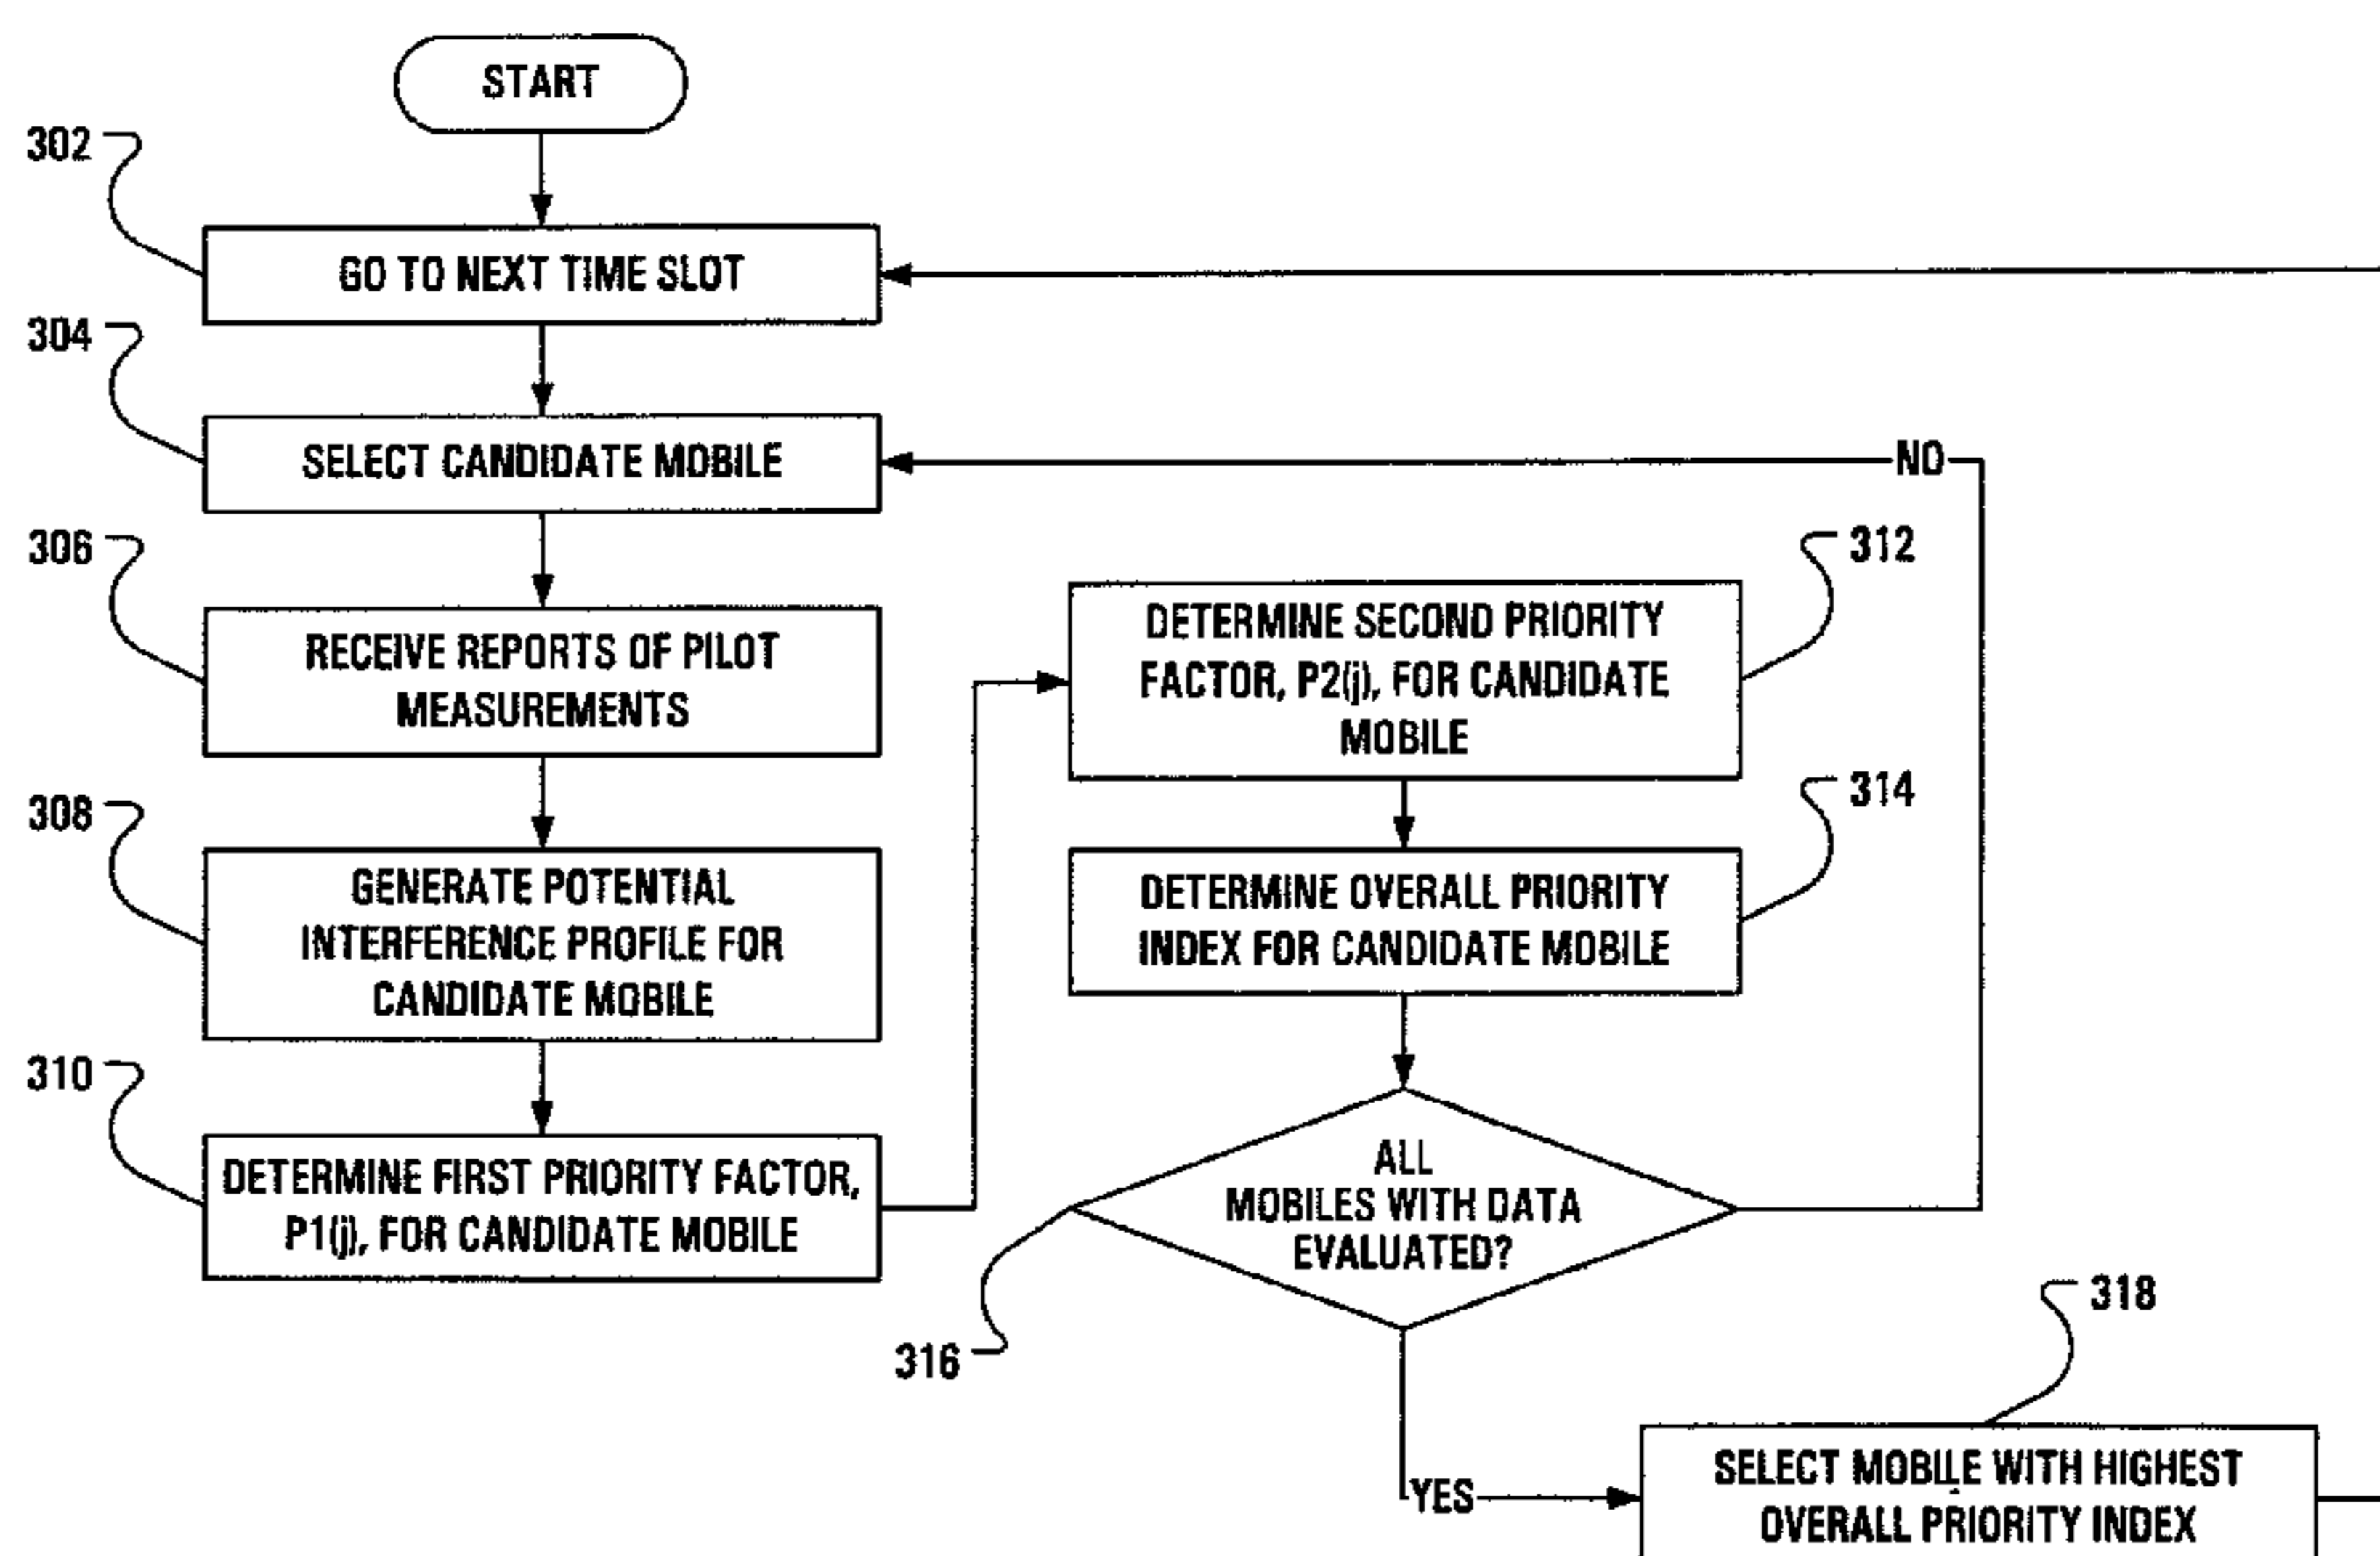 START
302
GO TO NEXT TIME SLOT
304
SELECT CANDIDATE MOBILE
NO
306
RECEIVE REPORTS OF PILOT
MEASUREMENTS
308
GENERATE POTENTIAL
INTERFERENCE PROFILE FOR
CANDIDATE MOBILE
310
DETERMINE FIRST PRIORITY FACTOR,
P1(j), FOR CANDIDATE MOBILE
312
DETERMINE SECOND PRIORITY
FACTOR, P2(j), FOR CANDIDATE
MOBILE
314
DETERMINE OVERALL PRIORITY
INDEX FOR CANDIDATE MOBILE
ALL
MOBILES WITH DATA
EVALUATED?
316
YES
318
SELECT MOBILE WITH HIGHEST
OVERALL PRIORITY INDEX